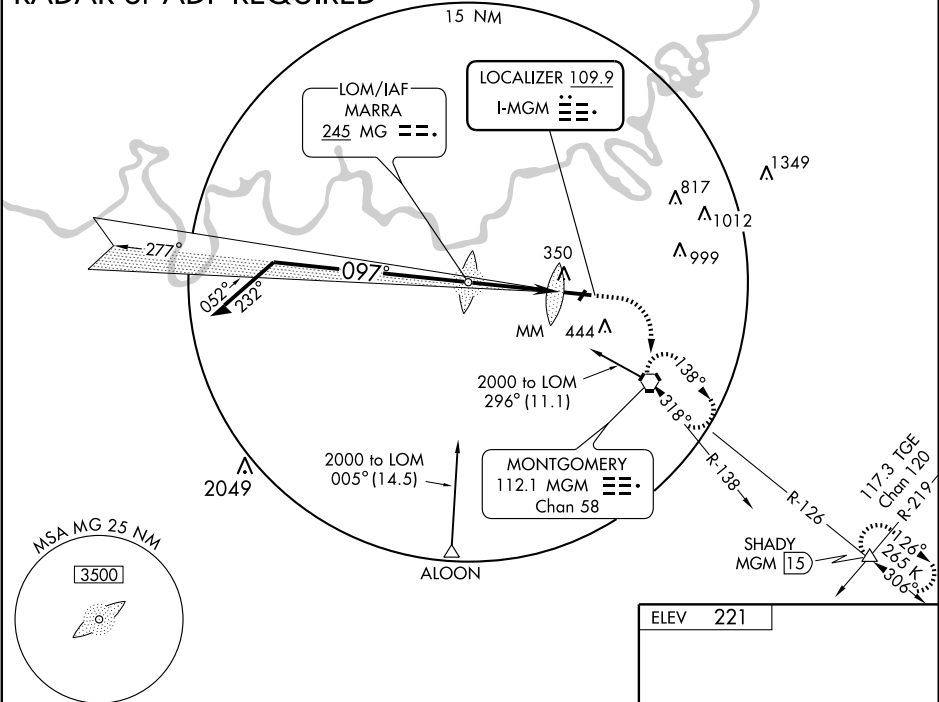 RADAR or ADF REQUIRED
15 NM
LOM/IAF
MARRA
245 MG
LOCALIZER 109.9
I-MGM
1349
817
1012
999
277°
097°
052°
232°
350
MM
444
138°
318°
2000 to LOM
296° (11.1)
2000 to LOM
005° (14.5)
2049
MONTGOMERY
112.1 MGM
Chan 58
R-138
R-126
117.3 TGE
Chan 120
R-219
SHADY
MGM 15
126°
265 K
306°
ALOON
MSA MG 25 NM
3500
ELEV 221